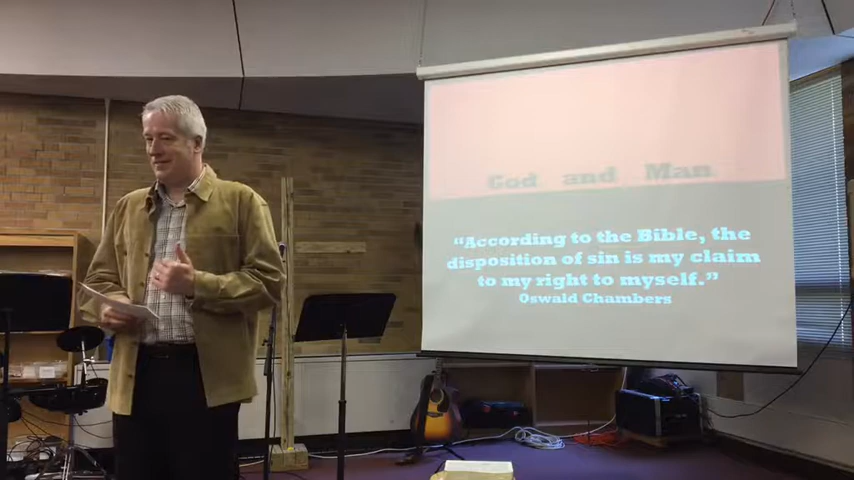 God and Man
"According to the Bible, the
disposition of sin is my claim
to my right to myself."
Oswald Chambers